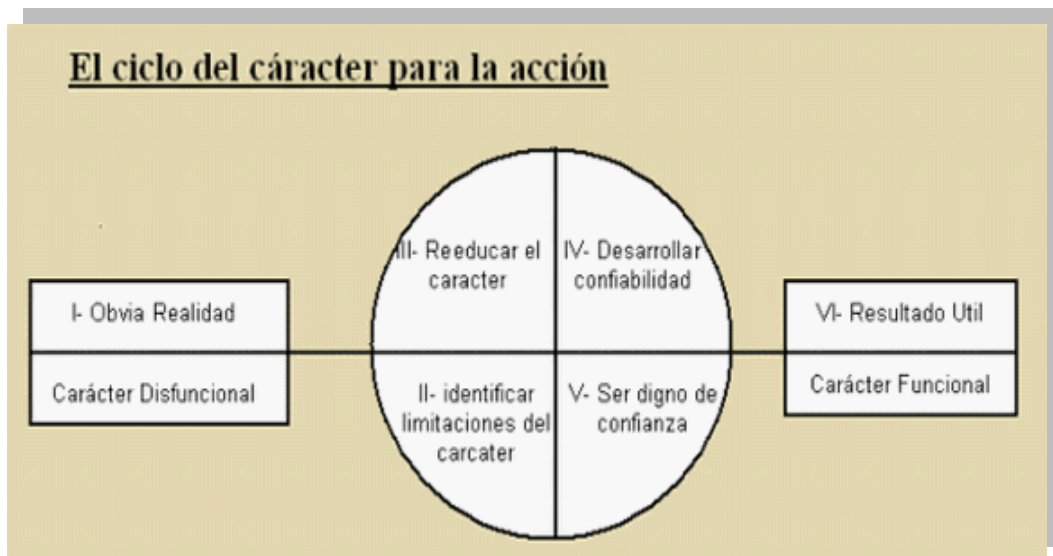 El ciclo del cáracter para la acción
I- Obvia Realidad
Carácter Disfuncional
III- Reeducar el
caracter
IV- Desarrollar
confiabilidad
II- identificar
limitaciones del
carcater
V- Ser digno de
confianza
VI- Resultado Util
Carácter Funcional